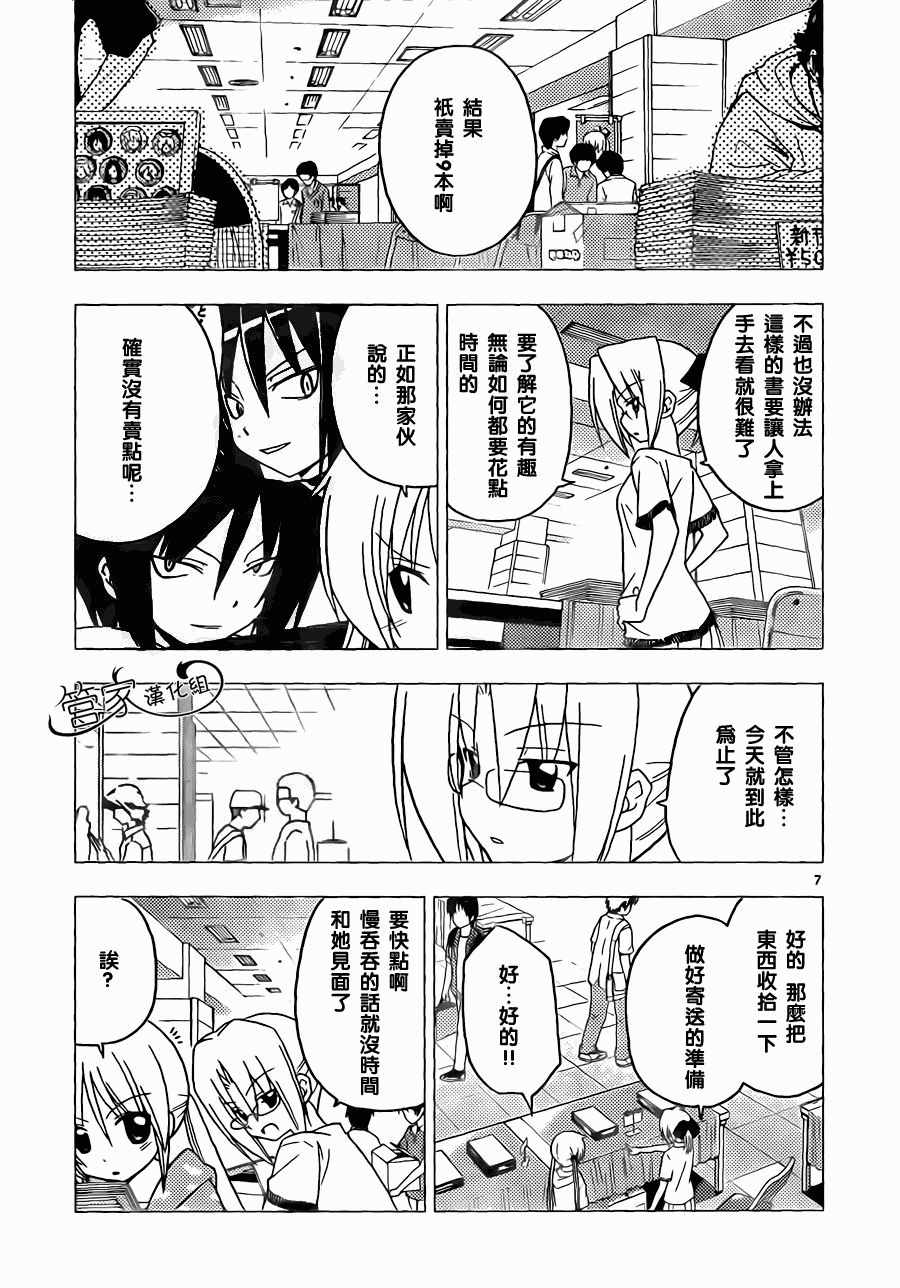 結果
祇賣掉9本啊
新刊
¥50
不過也沒辦法
這樣的書要讓人拿上
手去看就很難了
要了解它的有趣
無論如何都要花點
時間的
正如那家伙
說的…
確實沒有賣點呢…
管家漢化組
不管怎樣…
今天就到此
為止了
7
好的 那麼把
東西收拾一下
做好寄送的準備
好…好的!!
要快點啊
慢吞吞的話就沒時間
和她見面了
誒?